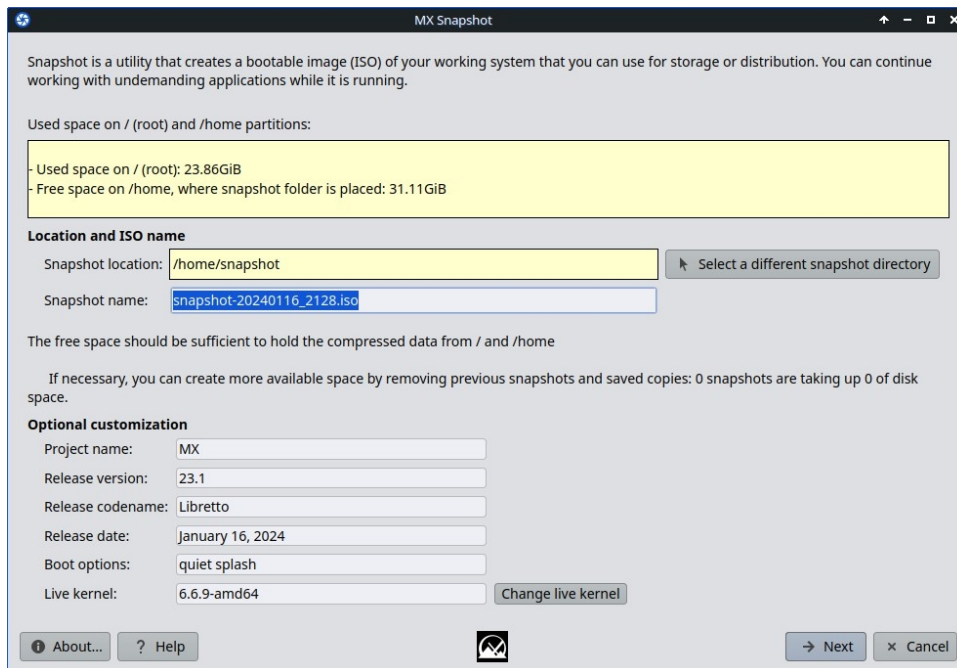 MX Snapshot
Snapshot is a utility that creates a bootable image (ISO) of your working system that you can use for storage or distribution. You can continue
working with undemanding applications while it is running.
Used space on / (root) and /home partitions:
- Used space on / (root): 23.86GiB
- Free space on /home, where snapshot folder is placed: 31.11GiB
Location and ISO name
Snapshot location: /home/snapshot Select a different snapshot directory
Snapshot name: snapshot-20240116_2128.iso
The free space should be sufficient to hold the compressed data from / and /home
If necessary, you can create more available space by removing previous snapshots and saved copies: 0 snapshots are taking up 0 of disk
space.
Optional customization
Project name: MX
Release version: 23.1
Release codename: Libretto
Release date: January 16, 2024
Boot options: quiet splash
Live kernel: 6.6.9-amd64 Change live kernel
About... ? Help Next Cancel